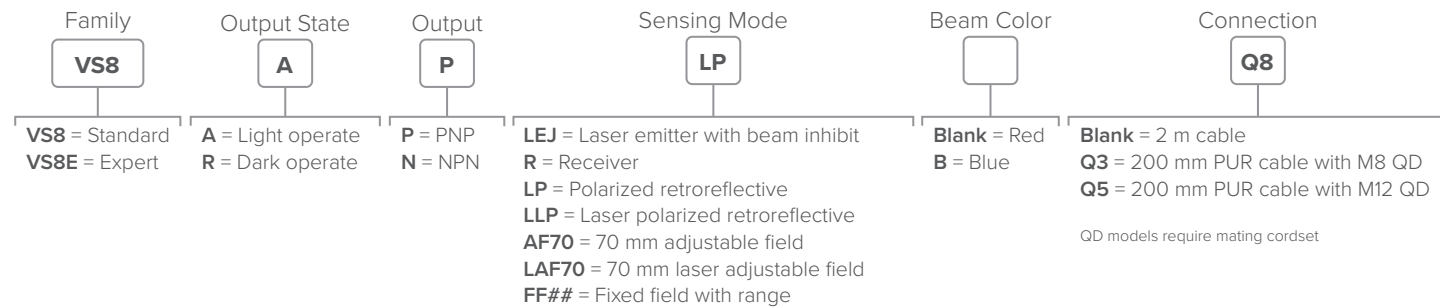 Family
VS8
VS8 = Standard
VS8E = Expert
Output State
A
A = Light operate
R = Dark operate
Output
P
P = PNP
N = NPN
Sensing Mode
LP
LEJ = Laser emitter with beam inhibit
R = Receiver
LP = Polarized retroreflective
LLP = Laser polarized retroreflective
AF70 = 70 mm adjustable field
LAF70 = 70 mm laser adjustable field
FF## = Fixed field with range
Beam Color
Blank = Red
B = Blue
Connection
Q8
Blank = 2 m cable
Q3 = 200 mm PUR cable with M8 QD
Q5 = 200 mm PUR cable with M12 QD
QD models require mating cordset